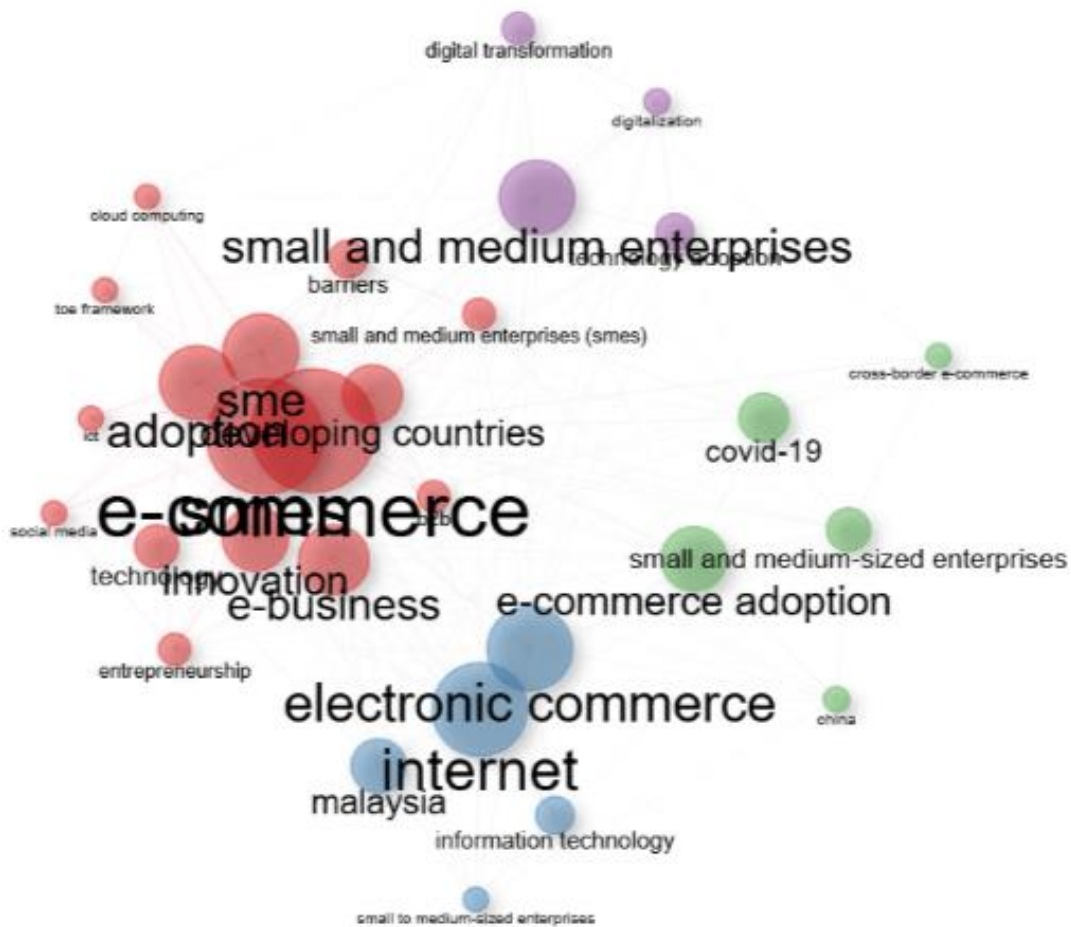 digital transformation
digitalization
cloud computing
small and medium enterprises
technology adoption
barriers
toe framework
small and medium enterprises (smes)
cross-border e-commerce
sme
adoption
developing countries
ict
covid-19
e-commerce
smes
b2b
social media
small and medium-sized enterprises
technology
innovation
e-commerce adoption
e-business
entrepreneurship
electronic commerce
china
internet
malaysia
information technology
small to medium-sized enterprises